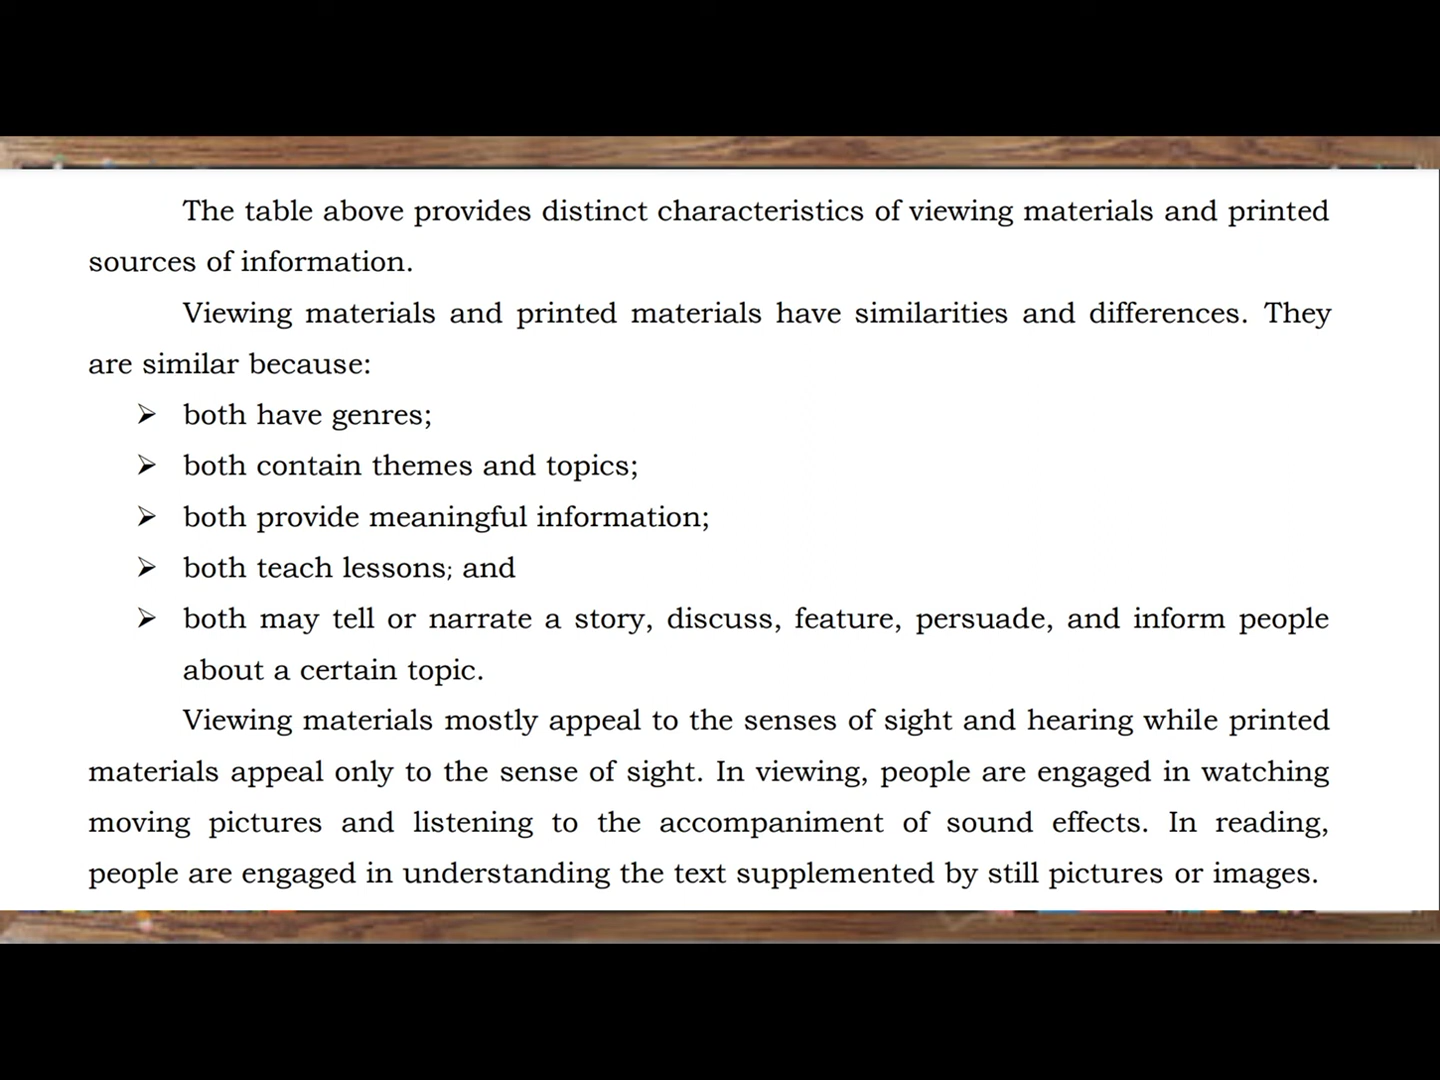 The table above provides distinct characteristics of viewing materials and printed
sources of information.
Viewing materials and printed materials have similarities and differences. They
are similar because:
➢ both have genres;
➢ both contain themes and topics;
➢ both provide meaningful information;
➢ both teach lessons; and
➢ both may tell or narrate a story, discuss, feature, persuade, and inform people
about a certain topic.
Viewing materials mostly appeal to the senses of sight and hearing while printed
materials appeal only to the sense of sight. In viewing, people are engaged in watching
moving pictures and listening to the accompaniment of sound effects. In reading,
people are engaged in understanding the text supplemented by still pictures or images.